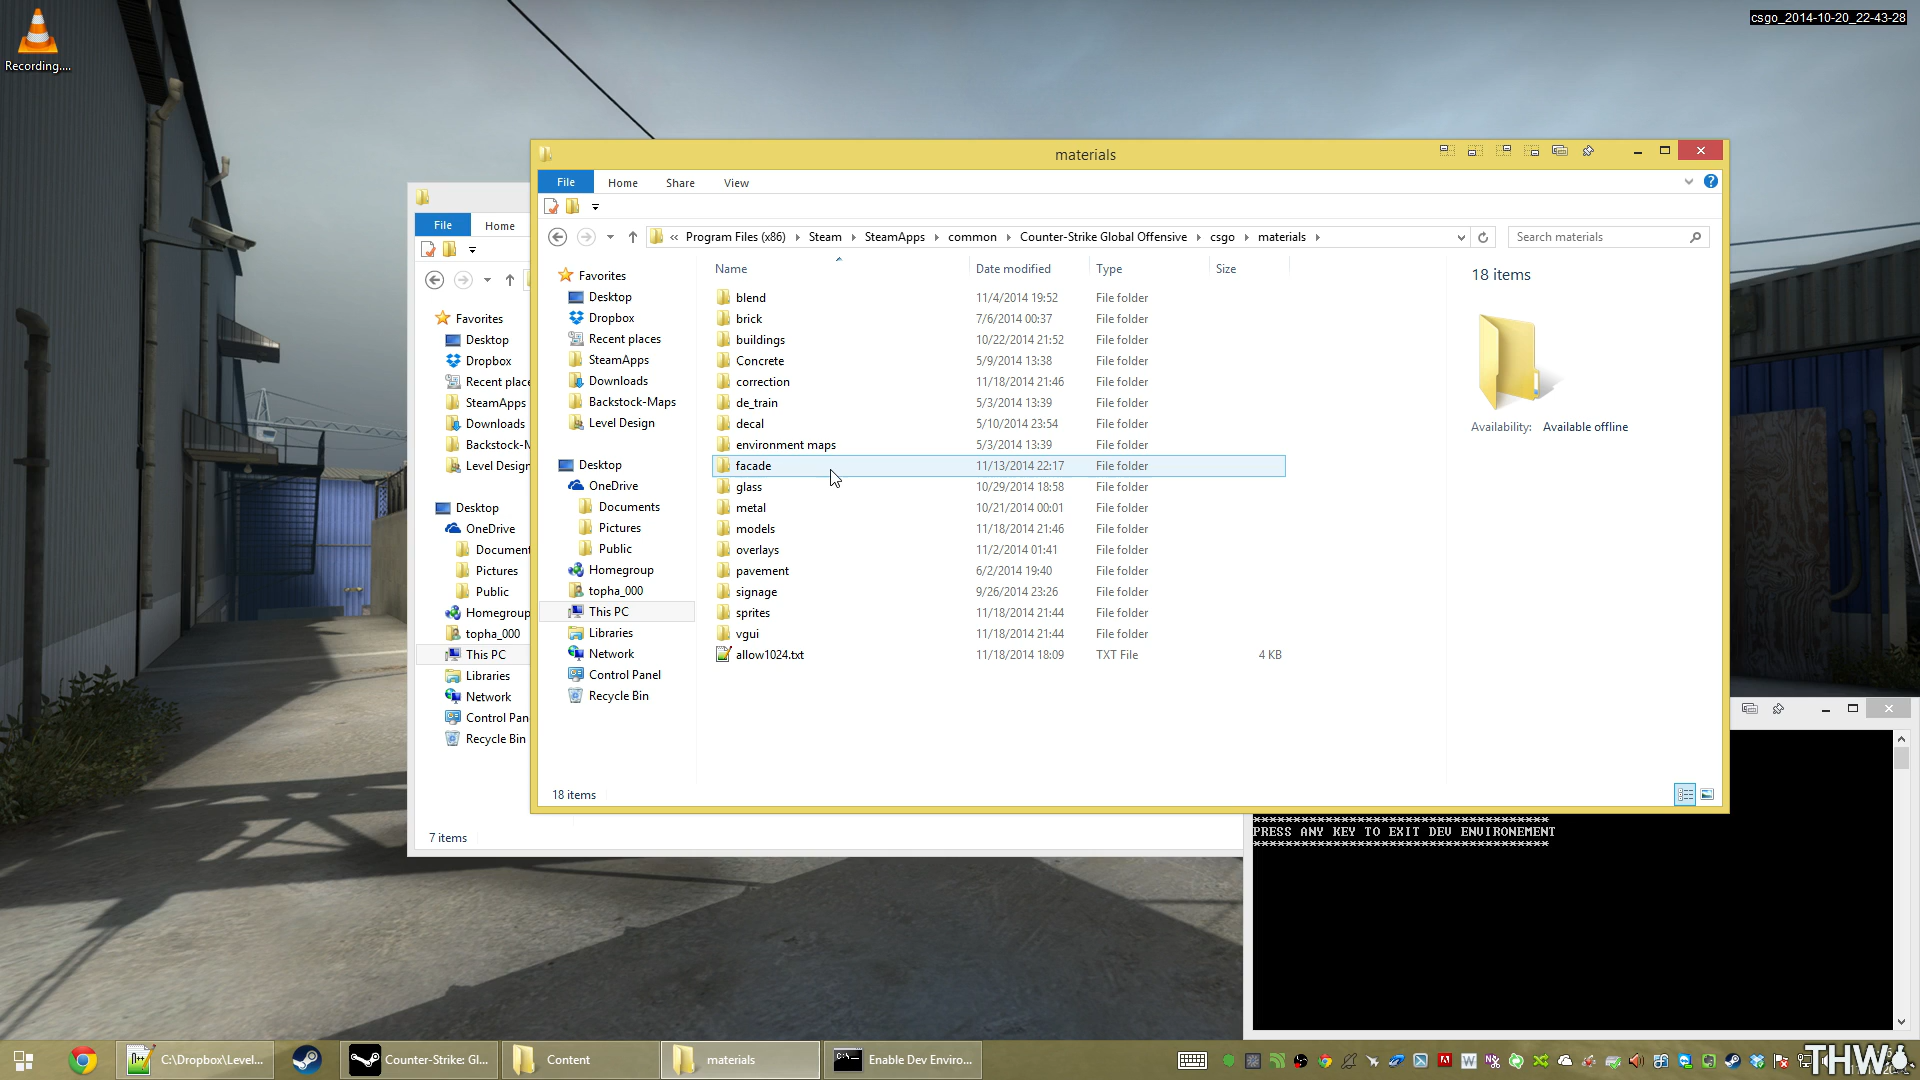 Recording....
csgo_2014-10-20_22-43-28
materials
File
Home
Share
View
Program Files (x86)
Steam
SteamApps
common
Counter-Strike Global Offensive
csgo
materials
Search materials
Favorites
Desktop
Dropbox
Recent places
SteamApps
Downloads
Backstock-Maps
Level Design
Desktop
OneDrive
Documents
Pictures
Public
Homegroup
topha_000
This PC
Libraries
Network
Control Panel
Recycle Bin
Name Date modified Type Size
blend 11/4/2014 19:52 File folder
brick 7/6/2014 00:37 File folder
buildings 10/22/2014 21:52 File folder
Concrete 5/9/2014 13:38 File folder
correction 11/18/2014 21:46 File folder
de_train 5/3/2014 13:39 File folder
decal 5/10/2014 23:54 File folder
environment maps 5/3/2014 13:39 File folder
facade 11/13/2014 22:17 File folder
glass 10/29/2014 18:58 File folder
metal 10/21/2014 00:01 File folder
models 11/18/2014 21:46 File folder
overlays 11/2/2014 01:41 File folder
pavement 6/2/2014 19:40 File folder
signage 9/26/2014 23:26 File folder
sprites 11/18/2014 21:44 File folder
vgui 11/18/2014 21:44 File folder
allow1024.txt 11/18/2014 18:09 TXT File 4 KB
18 items
Availability: Available offline
18 items
File
Home
Favorites
Desktop
Dropbox
Recent place
SteamApps
Downloads
Backstock-M
Level Design
Desktop
OneDrive
Document
Pictures
Public
Homegroup
topha_000
This PC
Libraries
Network
Control Pan
Recycle Bin
7 items
***************************************
PRESS ANY KEY TO EXIT DEV ENVIRONEMENT
***************************************
C:\Dropbox\Level...
Counter-Strike: Gl...
Content
materials
Enable Dev Enviro...
THW